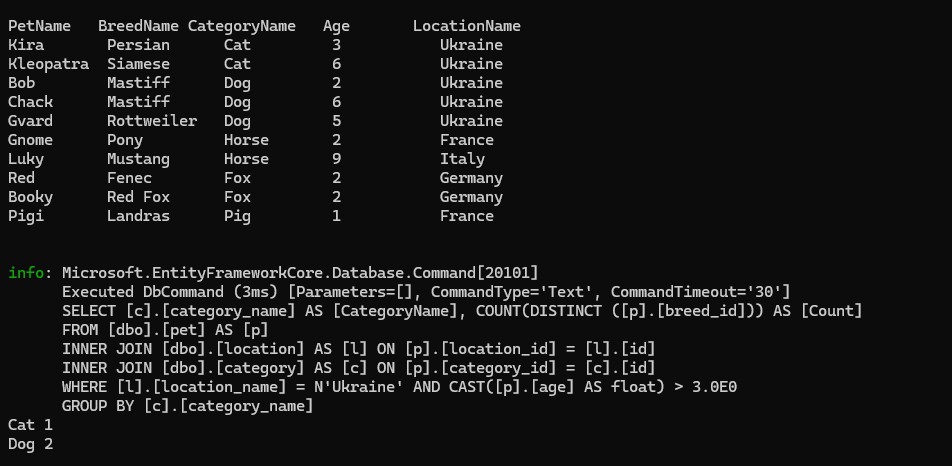 PetName BreedName CategoryName Age LocationName
Kira Persian Cat 3 Ukraine
Kleopatra Siamese Cat 6 Ukraine
Bob Mastiff Dog 2 Ukraine
Chack Mastiff Dog 6 Ukraine
Gvard Rottweiler Dog 5 Ukraine
Gnome Pony Horse 2 France
Luky Mustang Horse 9 Italy
Red Fenec Fox 2 Germany
Booky Red Fox Fox 2 Germany
Pigi Landras Pig 1 France
info: Microsoft.EntityFrameworkCore.Database.Command[20101]
Executed DbCommand (3ms) [Parameters=[], CommandType='Text', CommandTimeout='30']
SELECT [c].[category_name] AS [CategoryName], COUNT(DISTINCT ([p].[breed_id])) AS [Count]
FROM [dbo].[pet] AS [p]
INNER JOIN [dbo].[location] AS [l] ON [p].[location_id] = [l].[id]
INNER JOIN [dbo].[category] AS [c] ON [p].[category_id] = [c].[id]
WHERE [l].[location_name] = N'Ukraine' AND CAST([p].[age] AS float) > 3.0E0
GROUP BY [c].[category_name]
Cat 1
Dog 2